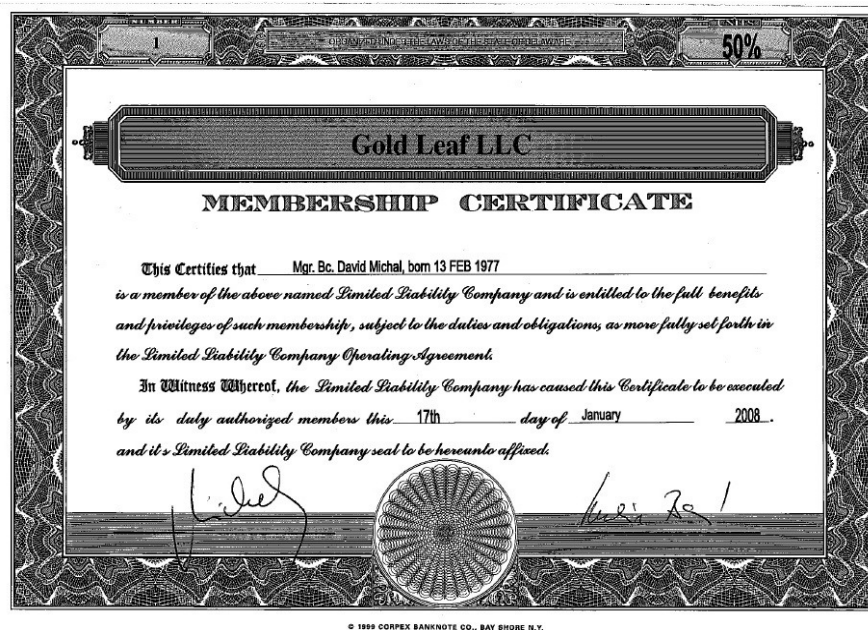 NUMBER
UNITS
1
ORGANIZED UNDER THE LAWS OF THE STATE OF DELAWARE
50%
Gold Leaf LLC
MEMBERSHIP CERTIFICATE
This Certifies that Mgr. Bc. David Michal, born 13 FEB 1977
is a member of the above named Limited Liability Company and is entitled to the full benefits
and privileges of such membership, subject to the duties and obligations, as more fully set forth in
the Limited Liability Company Operating Agreement.
In Witness Whereof, the Limited Liability Company has caused this Certificate to be executed
by its duly authorized members this 17th day of January 2008.
and it's Limited Liability Company seal to be hereunto affixed.
© 1999 CORPEX BANKNOTE CO., BAY SHORE N.Y.